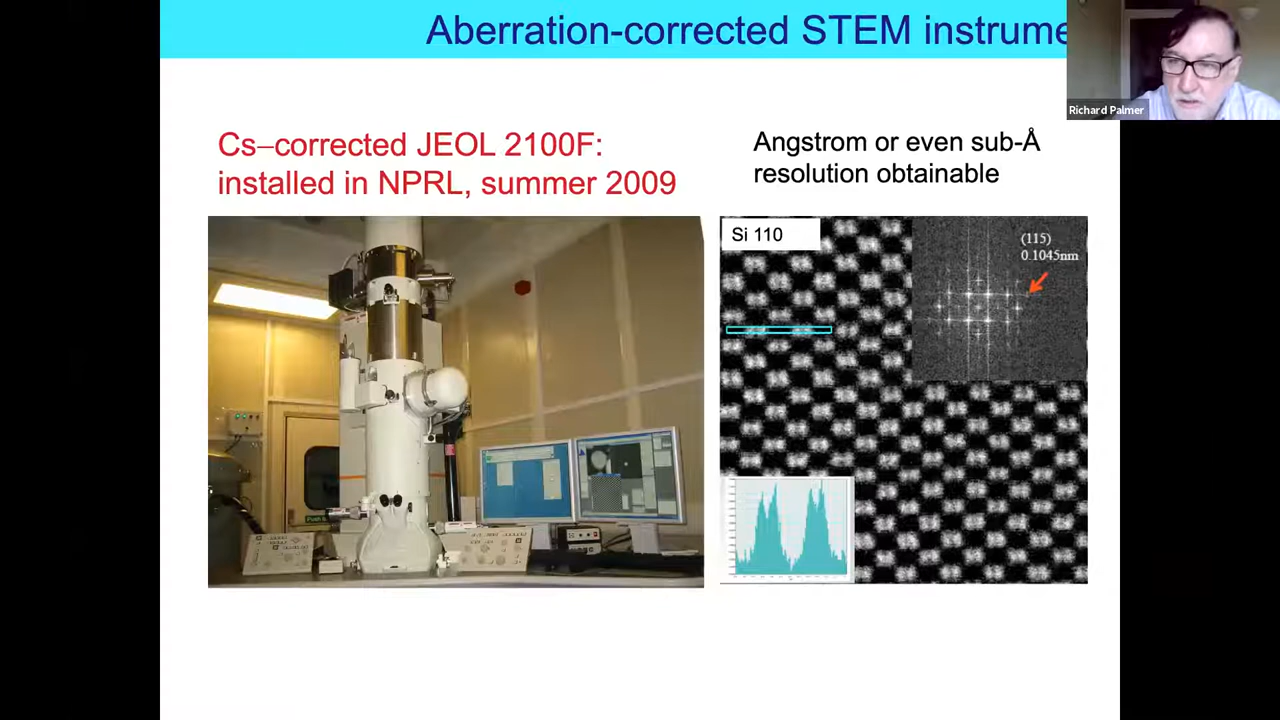 Aberration-corrected STEM instrume
Richard Palmer
Cs–corrected JEOL 2100F:
installed in NPRL, summer 2009
Angstrom or even sub-Å
resolution obtainable
Si 110
(115)
0.1045nm